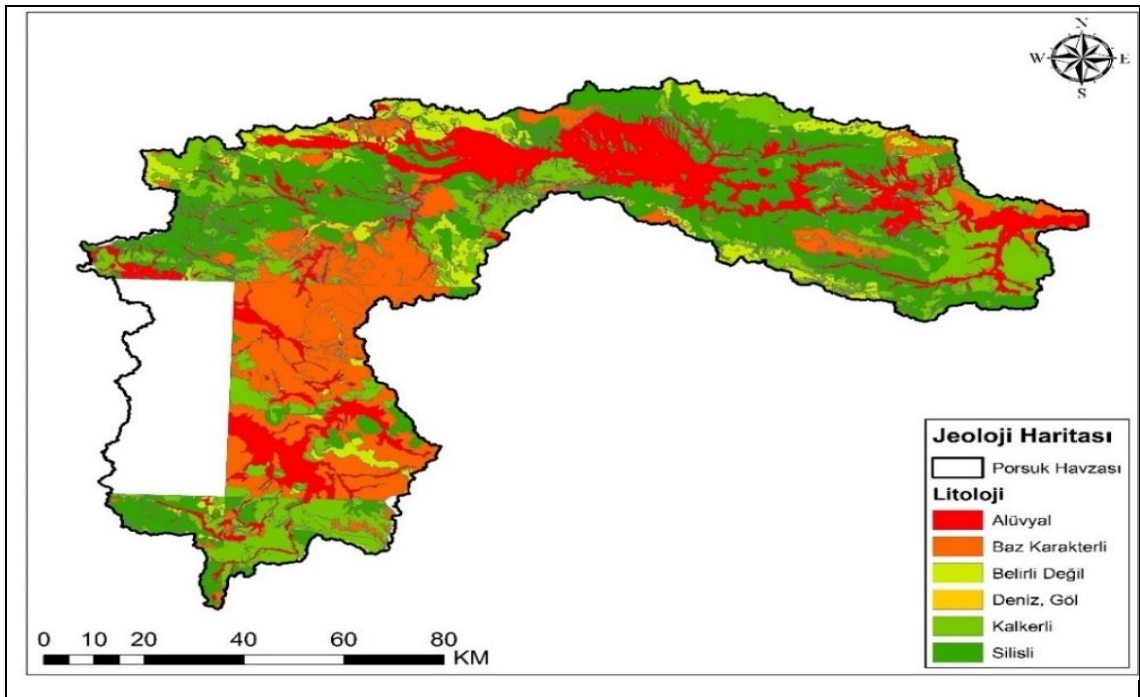 N
W E
S
Jeoloji Haritası
Porsuk Havzası
Litoloji
Alüvyal
Baz Karakterli
Belirli Değil
Deniz, Göl
Kalkerli
Silisli
0 10 20 40 60 80
KM